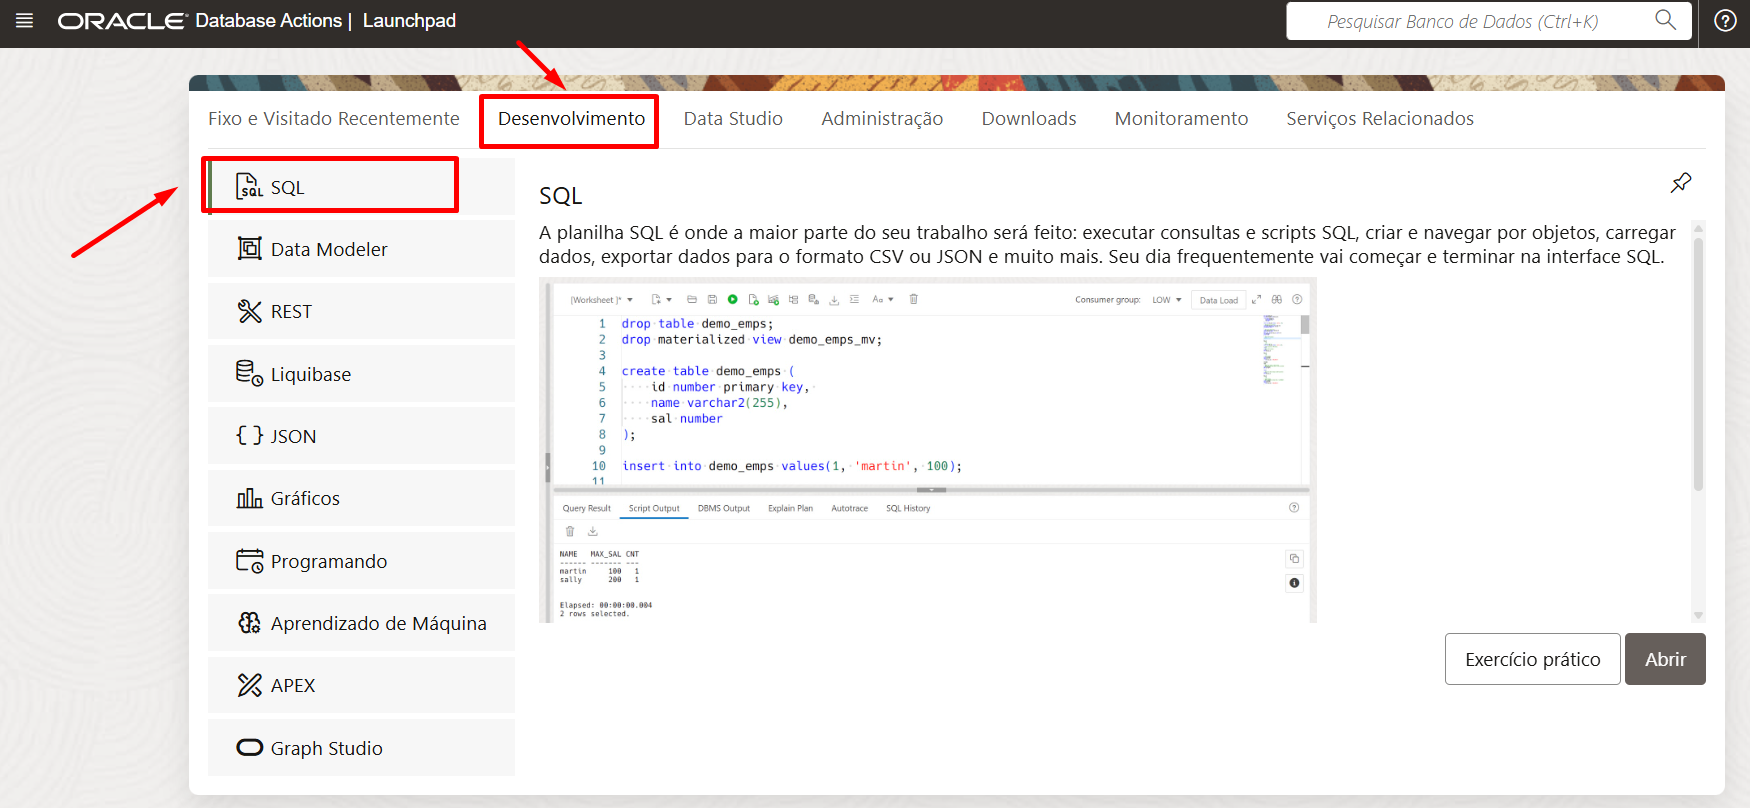 ORACLE Database Actions | Launchpad
Pesquisar Banco de Dados (Ctrl+K)
Fixo e Visitado Recentemente Desenvolvimento Data Studio Administração Downloads Monitoramento Serviços Relacionados
SQL
Data Modeler
REST
Liquibase
JSON
Gráficos
Programando
Aprendizado de Máquina
APEX
Graph Studio
SQL
A planilha SQL é onde a maior parte do seu trabalho será feito: executar consultas e scripts SQL, criar e navegar por objetos, carregar
dados, exportar dados para o formato CSV ou JSON e muito mais. Seu dia frequentemente vai começar e terminar na interface SQL.
[Worksheet ]* Aa Consumer group: LOW Data Load
1 drop table demo_emps;
2 drop materialized view demo_emps_mv;
3
4 create table demo_emps (
5 id number primary key,
6 name varchar2(255),
7 sal number
8 );
9
10 insert into demo_emps values(1, 'martin', 100);
11
Query Result Script Output DBMS Output Explain Plan Autotrace SQL History
NAME MAX_SAL CNT
------ ------- ---
martin 100 1
sally 200 1
Elapsed: 00:00:00.004
2 rows selected.
Exercício prático Abrir